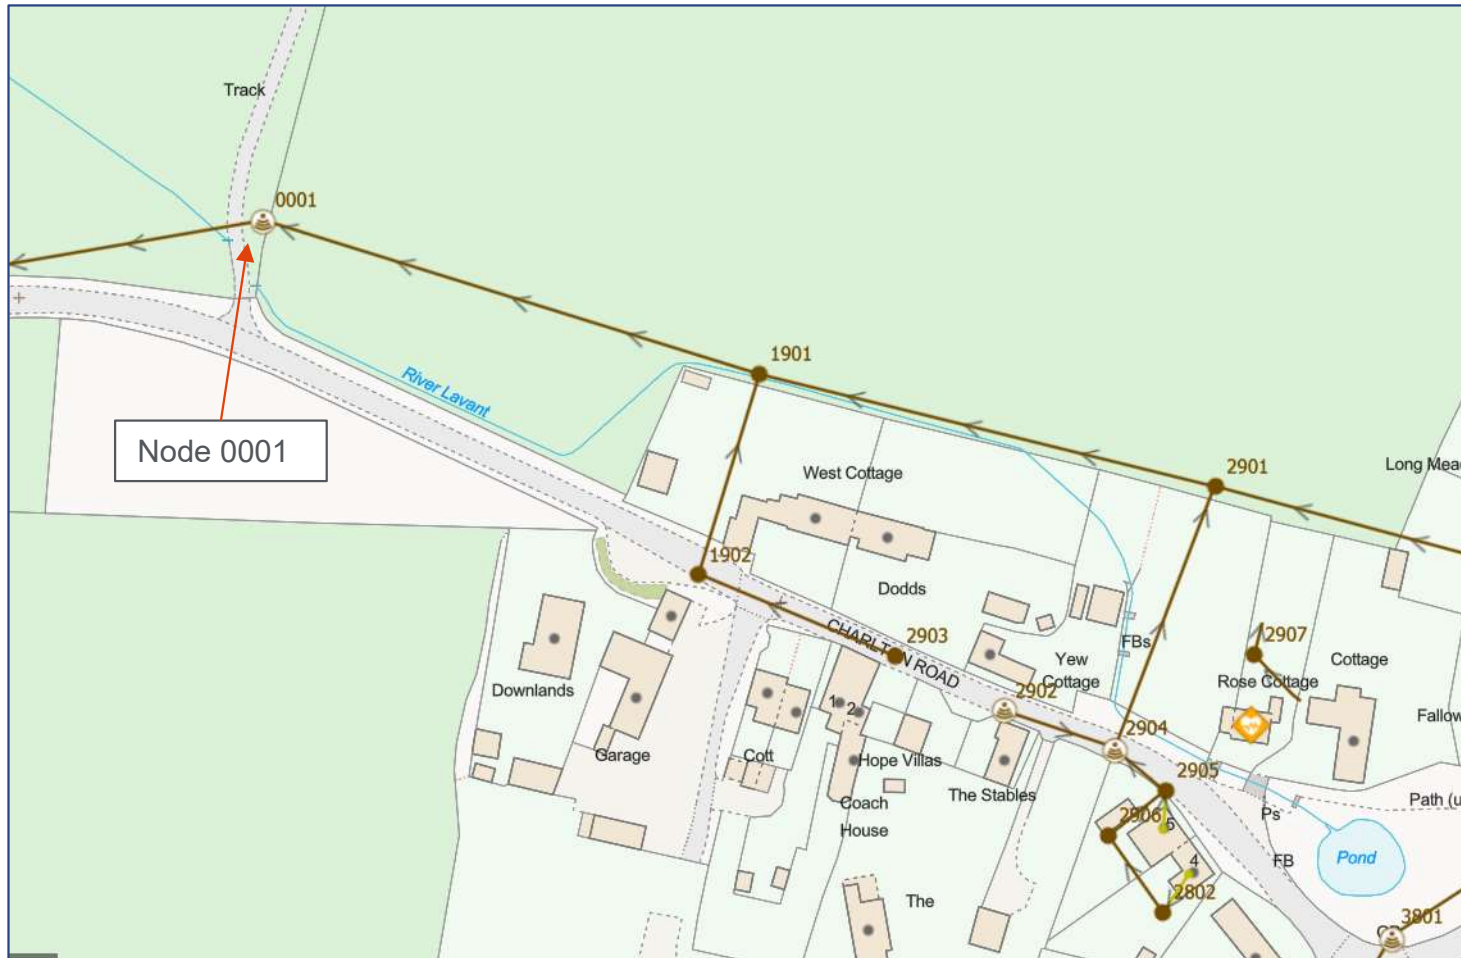 Track
0001
1901
River Lavant
Node 0001
2901
Long Mea
West Cottage
1902
Dodds
2903
CHARLTON ROAD
FBs
2907
Yew
Cottage
Cottage
Rose Cottage
Downlands
2902
1
2
Fallow
2904
Garage
Cott
Hope Villas
2905
The Stables
Coach
House
Path (u
2906
5
Ps
4
FB
Pond
2802
The
3801